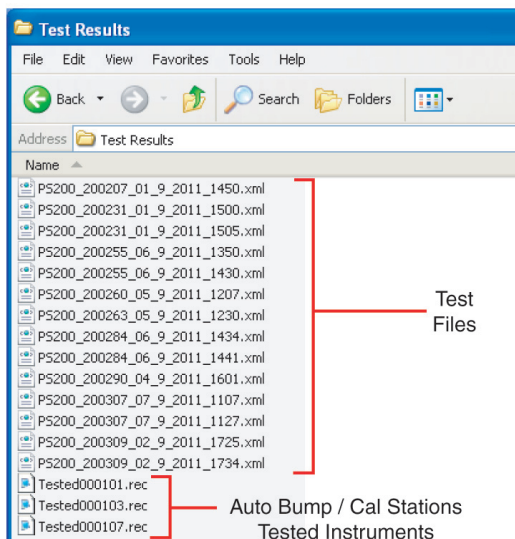 Test Results
File Edit View Favorites Tools Help
Back Search Folders
Address Test Results
Name
PS200_200207_01_9_2011_1450.xml
PS200_200231_01_9_2011_1500.xml
PS200_200231_01_9_2011_1505.xml
PS200_200255_06_9_2011_1350.xml
PS200_200255_06_9_2011_1430.xml
PS200_200260_05_9_2011_1207.xml
PS200_200263_05_9_2011_1230.xml
PS200_200284_06_9_2011_1434.xml
PS200_200284_06_9_2011_1441.xml
PS200_200290_04_9_2011_1601.xml
PS200_200307_07_9_2011_1107.xml
PS200_200307_07_9_2011_1127.xml
PS200_200309_02_9_2011_1725.xml
PS200_200309_02_9_2011_1734.xml
Tested000101.rec
Tested000103.rec
Tested000107.rec
Test
Files
Auto Bump / Cal Stations
Tested Instruments